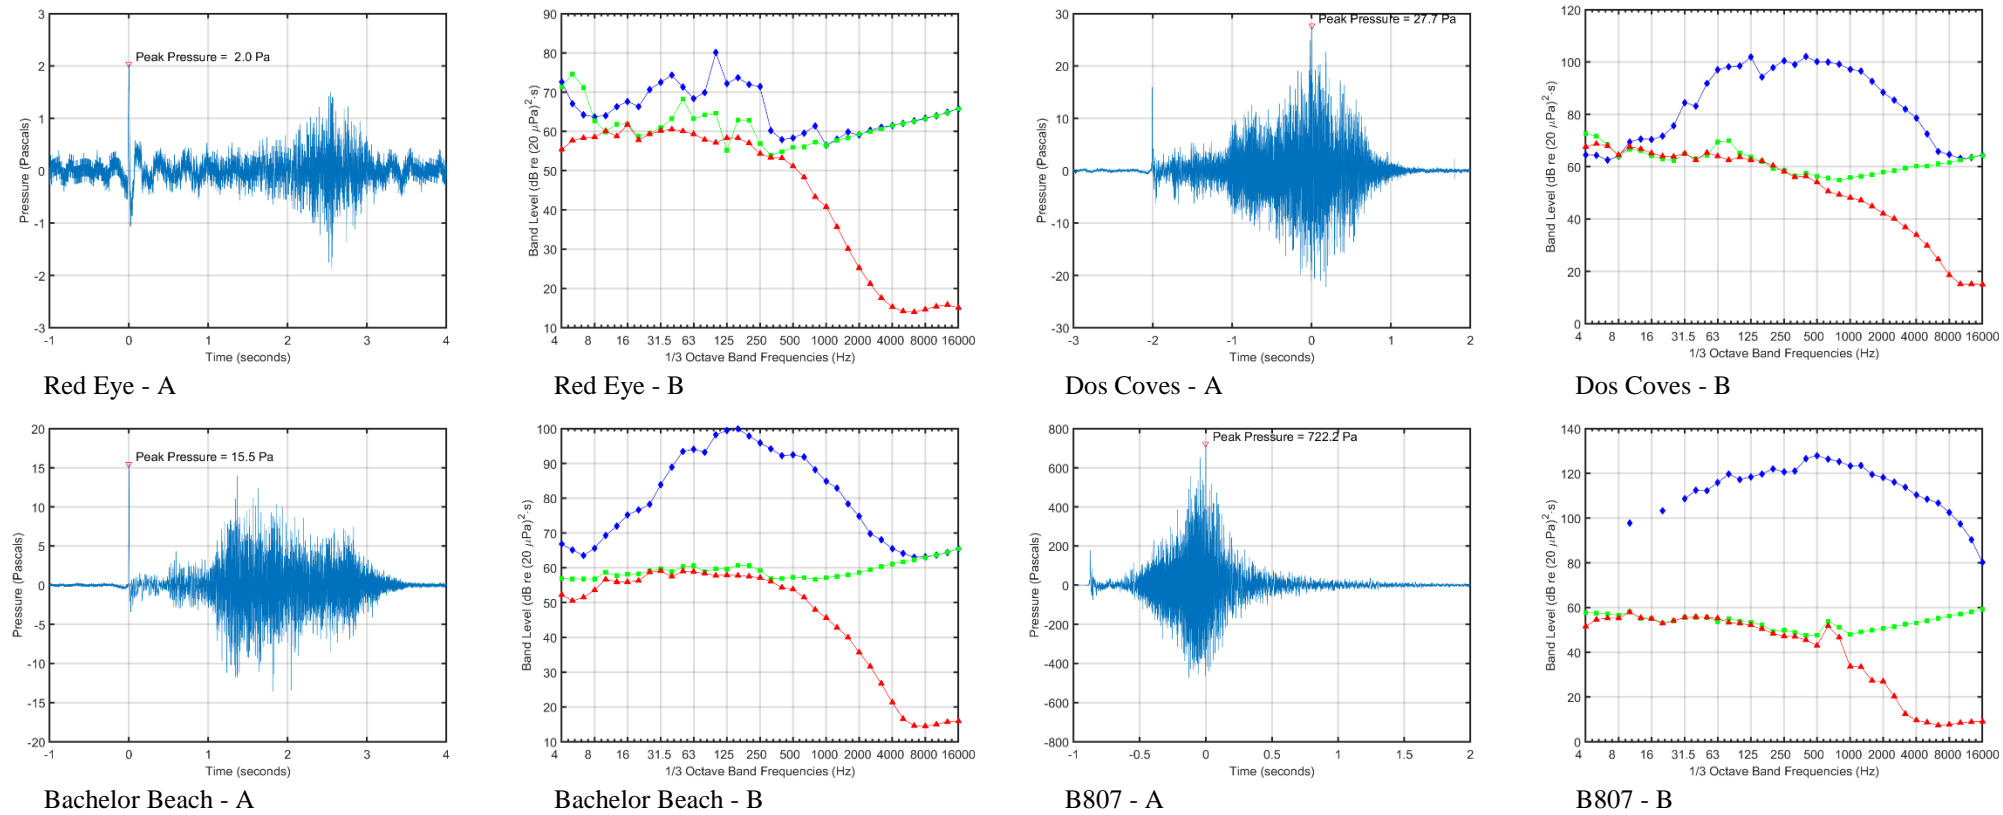 3
2
1
0
-1
-2
-3
-1 0 1 2 3 4
Pressure (Pascals)
Time (seconds)
Peak Pressure = 2.0 Pa
Red Eye - A
90
80
70
60
50
40
30
20
10
4 8 16 31.5 63 125 250 500 1000 2000 4000 8000 16000
Band Level (dB re (20 μPa)²·s)
1/3 Octave Band Frequencies (Hz)
Red Eye - B
30
20
10
0
-10
-20
-30
-3 -2 -1 0 1 2
Pressure (Pascals)
Time (seconds)
Peak Pressure = 27.7 Pa
Dos Coves - A
120
100
80
60
40
20
0
4 8 16 31.5 63 125 250 500 1000 2000 4000 8000 16000
Band Level (dB re (20 μPa)²·s)
1/3 Octave Band Frequencies (Hz)
Dos Coves - B
20
15
10
5
0
-5
-10
-15
-20
-1 0 1 2 3 4
Pressure (Pascals)
Time (seconds)
Peak Pressure = 15.5 Pa
Bachelor Beach - A
100
90
80
70
60
50
40
30
20
10
4 8 16 31.5 63 125 250 500 1000 2000 4000 8000 16000
Band Level (dB re (20 μPa)²·s)
1/3 Octave Band Frequencies (Hz)
Bachelor Beach - B
800
600
400
200
0
-200
-400
-600
-800
-1 -0.5 0 0.5 1 1.5 2
Pressure (Pascals)
Time (seconds)
Peak Pressure = 722.2 Pa
B807 - A
140
120
100
80
60
40
20
0
4 8 16 31.5 63 125 250 500 1000 2000 4000 8000 16000
Band Level (dB re (20 μPa)²·s)
1/3 Octave Band Frequencies (Hz)
B807 - B